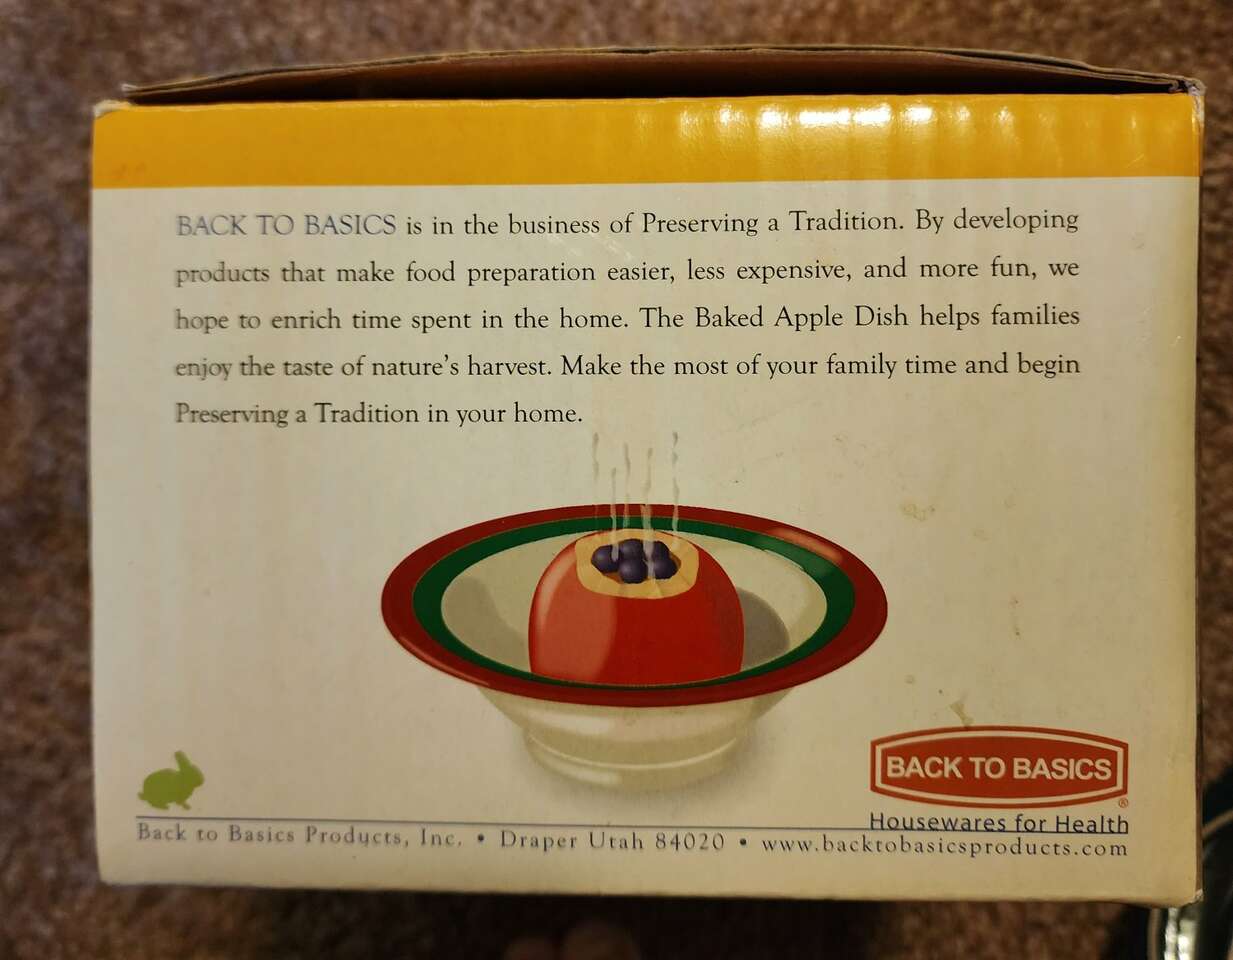 BACK TO BASICS is in the business of Preserving a Tradition. By developing
products that make food preparation easier, less expensive, and more fun, we
hope to enrich time spent in the home. The Baked Apple Dish helps families
enjoy the taste of nature's harvest. Make the most of your family time and begin
Preserving a Tradition in your home.
BACK TO BASICS
®
Housewares for Health
Back to Basics Products, Inc. • Draper Utah 84020 • www.backtobasicsproducts.com